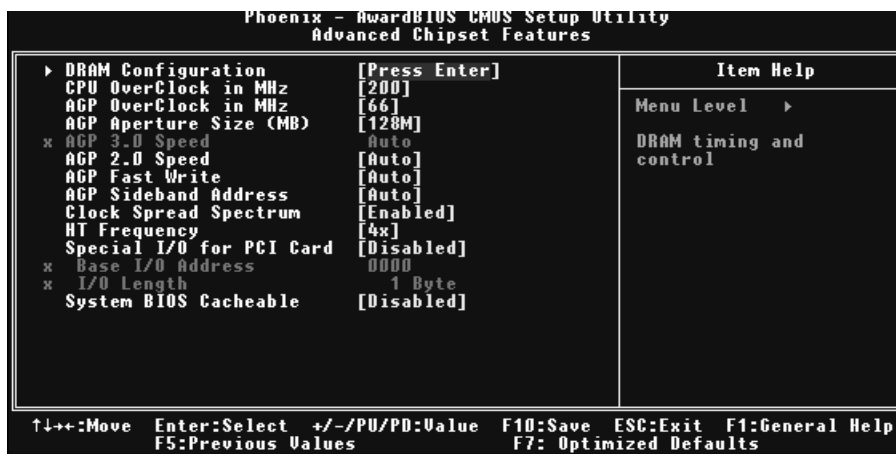 Phoenix - AwardBIOS CMOS Setup Utility
Advanced Chipset Features
▸ DRAM Configuration [Press Enter]
CPU OverClock in MHz [200]
AGP OverClock in MHz [66]
AGP Aperture Size (MB) [128M]
x AGP 3.0 Speed Auto
AGP 2.0 Speed [Auto]
AGP Fast Write [Auto]
AGP Sideband Address [Auto]
Clock Spread Spectrum [Enabled]
HT Frequency [4x]
Special I/O for PCI Card [Disabled]
x Base I/O Address 0000
x I/O Length 1 Byte
System BIOS Cacheable [Disabled]
Item Help
Menu Level ▸
DRAM timing and
control
↑↓→←:Move Enter:Select +/-/PU/PD:Value F10:Save ESC:Exit F1:General Help
F5:Previous Values F7: Optimized Defaults